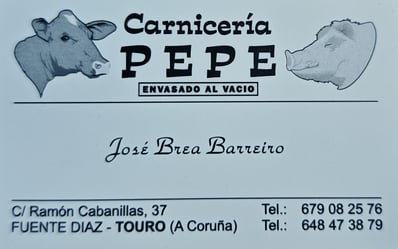 Carnicería
PEPE
ENVASADO AL VACIO
José Brea Barreiro
C/ Ramón Cabanillas, 37 Tel.: 679 08 25 76
FUENTE DIAZ - TOURO (A Coruña) Tel.: 648 47 38 79